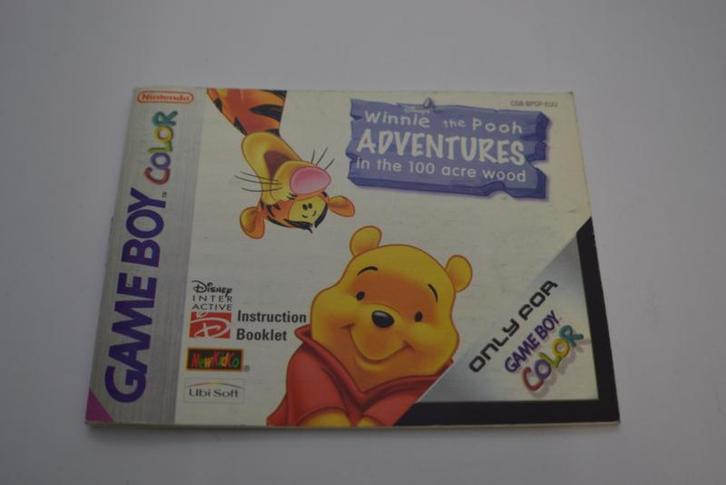 Nintendo
GAME BOY COLOR
TM
Disney's
Winnie the Pooh
ADVENTURES
in the 100 acre wood
CGB-BPOP-EUU
Disney
INTER
ACTIVE
D
Instruction
Booklet
NewKidCo
®
Ubi Soft
ONLY FOR
GAME BOY
COLOR